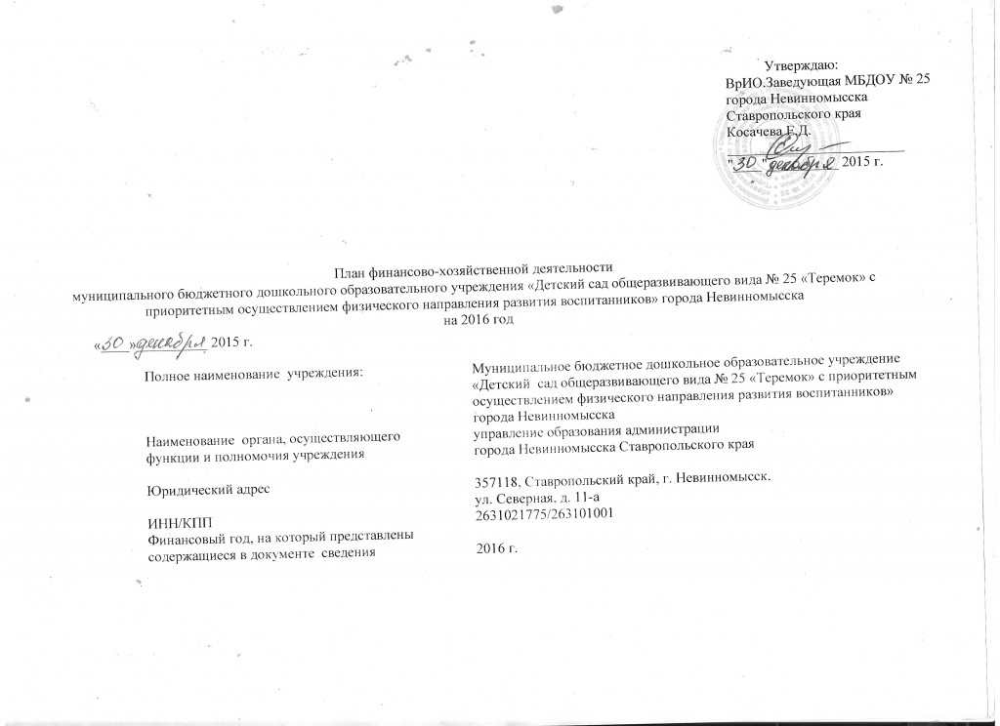 Утверждаю:
ВрИО.Заведующая МБДОУ № 25
города Невинномысска
Ставропольского края
Косачева Е.Д.
"30" декабря 2015 г.
План финансово-хозяйственной деятельности
муниципального бюджетного дошкольного образовательного учреждения «Детский сад общеразвивающего вида № 25 «Теремок» с
приоритетным осуществлением физического направления развития воспитанников» города Невинномысска
на 2016 год
«30» декабря 2015 г.
Полное наименование учреждения:
Муниципальное бюджетное дошкольное образовательное учреждение
«Детский сад общеразвивающего вида № 25 «Теремок» с приоритетным
осуществлением физического направления развития воспитанников»
города Невинномысска
Наименование органа, осуществляющего
функции и полномочия учреждения
управление образования администрации
города Невинномысска Ставропольского края
Юридический адрес
357118, Ставропольский край, г. Невинномысск.
ул. Северная, д. 11-а
ИНН/КПП
2631021775/263101001
Финансовый год, на который представлены
содержащиеся в документе сведения
2016 г.